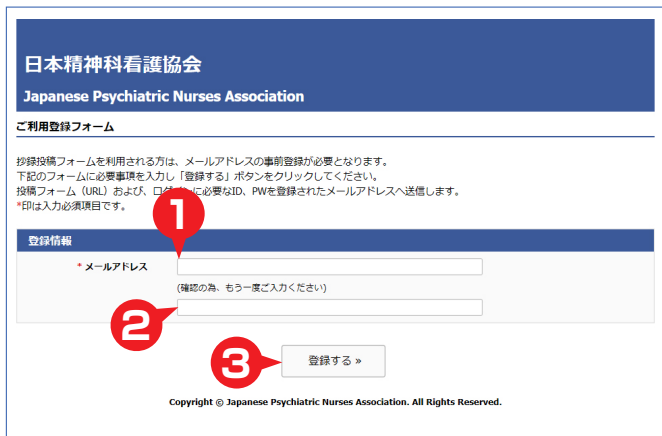 日本精神科看護協会
Japanese Psychiatric Nurses Association
ご利用登録フォーム
抄録投稿フォームを利用される方は、メールアドレスの事前登録が必要となります。
下記のフォームに必要事項を入力し「登録する」ボタンをクリックしてください。
投稿フォーム（URL）および、ログ に必要なID、PWを登録されたメールアドレスへ送信します。
*印は入力必須項目です。
1
登録情報
* メールアドレス
(確認の為、もう一度ご入力ください)
2
3
登録する »
Copyright © Japanese Psychiatric Nurses Association. All Rights Reserved.